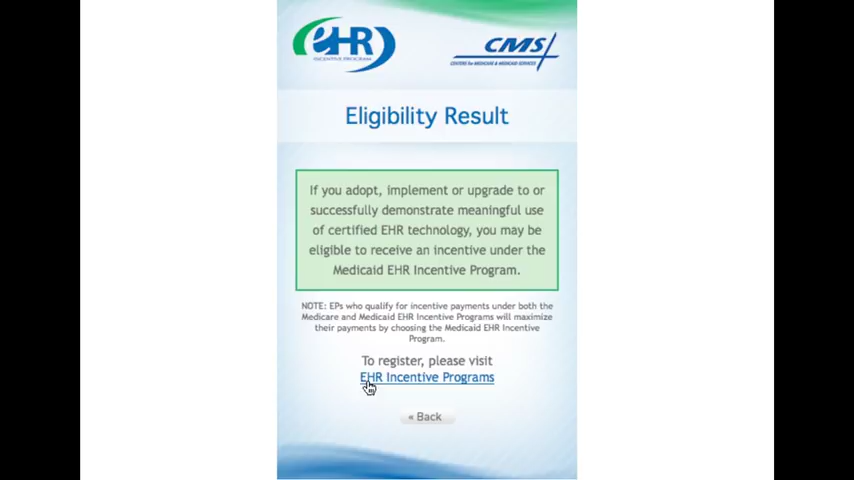 eHR
INCENTIVE PROGRAM
CMS
CENTERS for MEDICARE & MEDICAID SERVICES
Eligibility Result
If you adopt, implement or upgrade to or
successfully demonstrate meaningful use
of certified EHR technology, you may be
eligible to receive an incentive under the
Medicaid EHR Incentive Program.
NOTE: EPs who qualify for incentive payments under both the
Medicare and Medicaid EHR Incentive Programs will maximize
their payments by choosing the Medicaid EHR Incentive
Program.
To register, please visit
EHR Incentive Programs
« Back